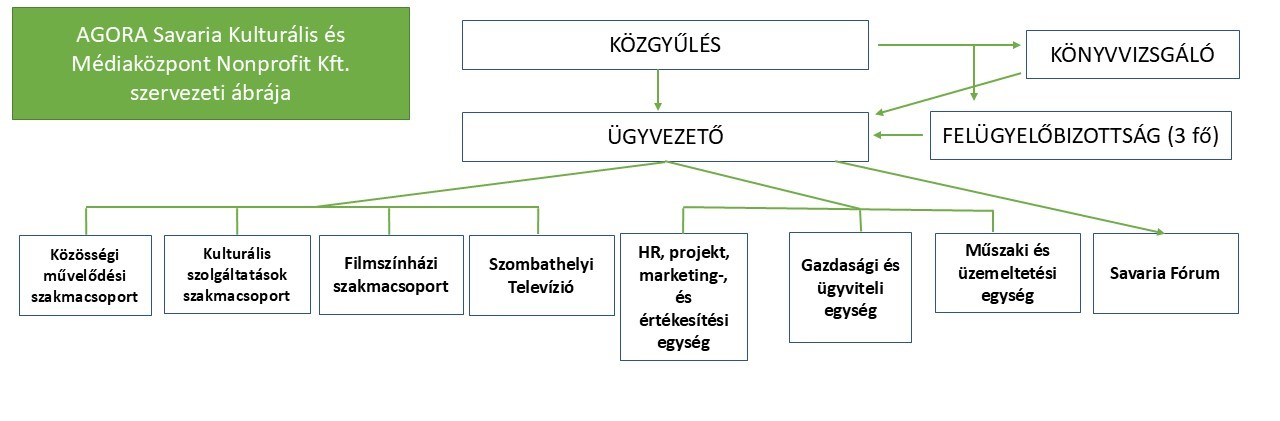 AGORA Savaria Kulturális és
Médiaközpont Nonprofit Kft.
szervezeti ábrája
KÖZGYŰLÉS
KÖNYVVIZSGÁLÓ
ÜGYVEZETŐ
FELÜGYELŐBIZOTTSÁG (3 fő)
Közösségi
művelődési
szakmacsoport
Kulturális
szolgáltatások
szakmacsoport
Filmszínházi
szakmacsoport
Szombathelyi
Televízió
HR, projekt,
marketing-,
és
értékesítési
egység
Gazdasági és
ügyviteli
egység
Műszaki és
üzemeltetési
egység
Savaria Fórum